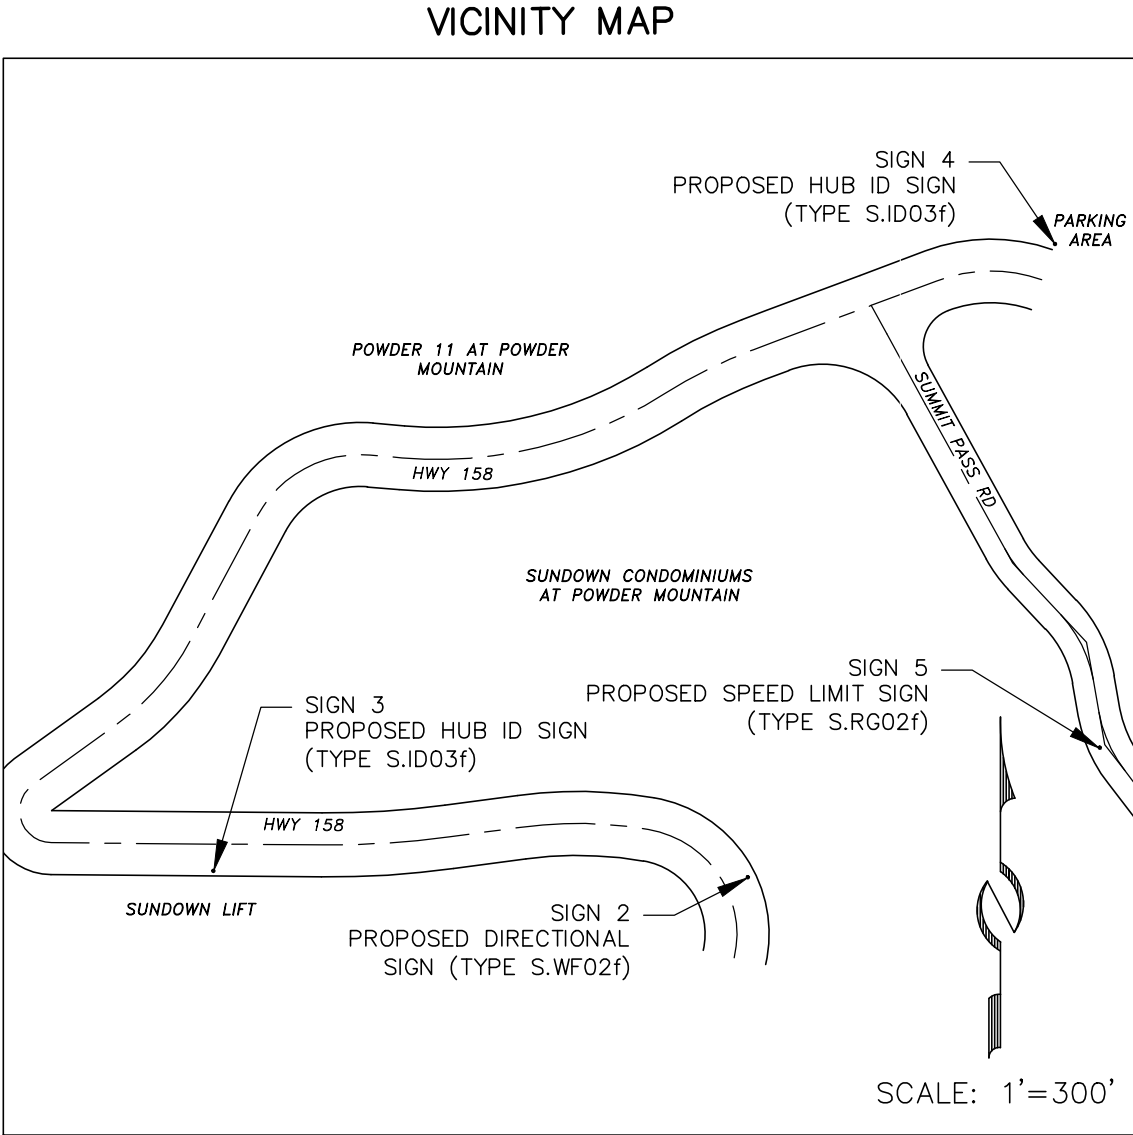 VICINITY MAP
SIGN 4
PROPOSED HUB ID SIGN
(TYPE S.ID03f)
PARKING
AREA
POWDER 11 AT POWDER
MOUNTAIN
SUMMIT PASS RD
HWY 158
SUNDOWN CONDOMINIUMS
AT POWDER MOUNTAIN
SIGN 5
PROPOSED SPEED LIMIT SIGN
(TYPE S.RG02f)
SIGN 3
PROPOSED HUB ID SIGN
(TYPE S.ID03f)
HWY 158
SUNDOWN LIFT
SIGN 2
PROPOSED DIRECTIONAL
SIGN (TYPE S.WF02f)
SCALE: 1'=300'